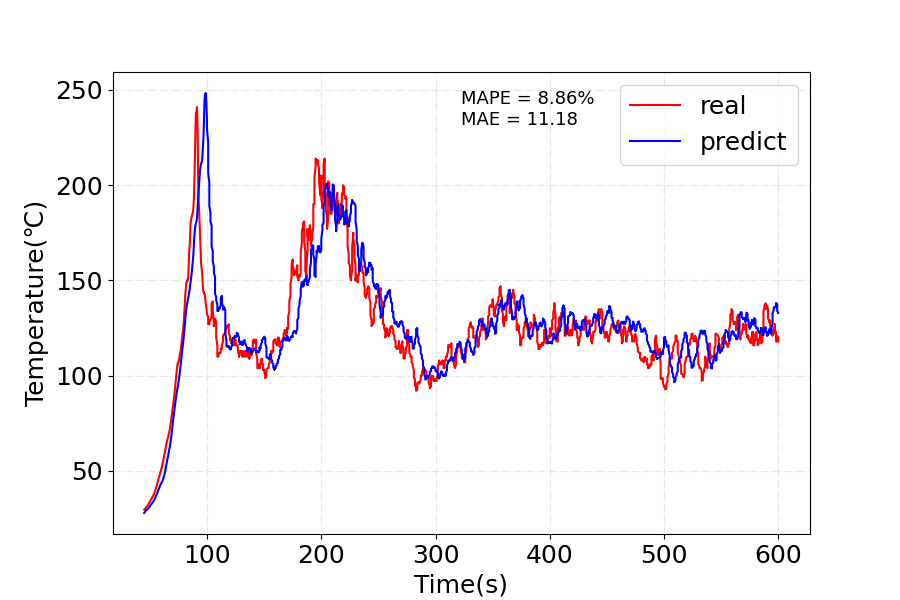 MAPE = 8.86%
MAE = 11.18
real
predict
250
200
150
100
50
Temperature(℃)
100 200 300 400 500 600
Time(s)